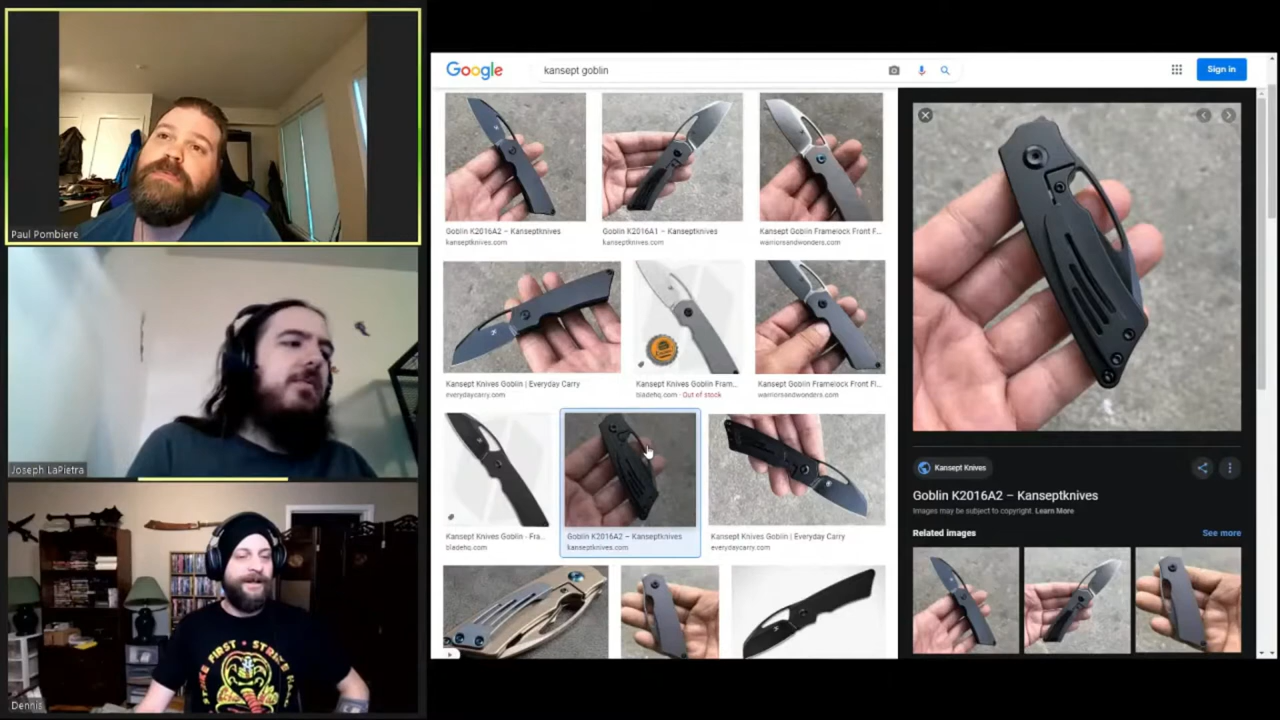 Paul Pombiere
Joseph LaPietra
STRIKE FIRST • STRIKE HARD
Dennis
Google
kansept goblin
Sign in
Goblin K2016A2 – Kanseptknives
kanseptknives.com
Goblin K2016A1 – Kanseptknives
kanseptknives.com
Kansept Goblin Framelock Front F...
warriorsandwonders.com
Kansept Knives Goblin | Everyday Carry
everydaycarry.com
Kansept Knives Goblin Fram...
bladehq.com · Out of stock
Kansept Goblin Framelock Front Fl...
warriorsandwonders.com
Kansept Knives Goblin - Fra...
bladehq.com
Goblin K2016A2 – Kanseptknives
kanseptknives.com
Kansept Knives Goblin | Everyday Carry
everydaycarry.com
Kansept Knives
Goblin K2016A2 – Kanseptknives
Images may be subject to copyright. Learn More
Related images
See more